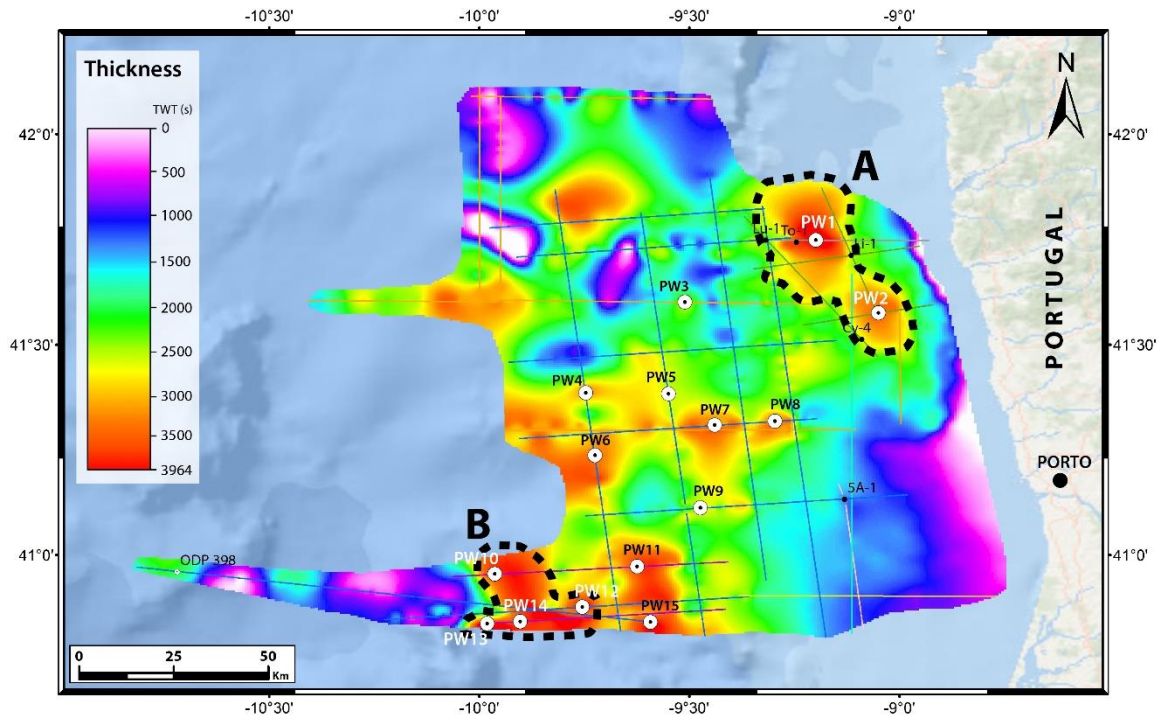 -10°30' -10°0' -9°30' -9°0'
Thickness
TWT (s)
0
500
1000
1500
2000
2500
3000
3500
3964
N
42°0' 42°0'
A
Lu-1 To-1 PW1
Li-1
PW2
PW3
Cy-4
41°30' 41°30'
PORTUGAL
PW4 PW5
PW7 PW8
PW6
PORTO
PW9 5A-1
B
41°0' 41°0'
ODP 398 PW10 PW11
PW12
PW14 PW15
PW13
0 25 50
Km
-10°30' -10°0' -9°30' -9°0'